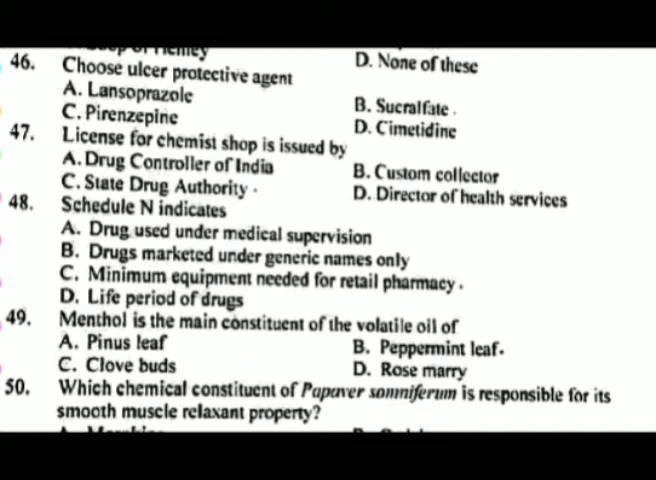 D. None of these
46. Choose ulcer protective agent
A. Lansoprazole
B. Sucralfate .
C. Pirenzepine
D. Cimetidine
47. License for chemist shop is issued by
A. Drug Controller of India
B. Custom collector
C. State Drug Authority .
D. Director of health services
48. Schedule N indicates
A. Drug used under medical supervision
B. Drugs marketed under generic names only
C. Minimum equipment needed for retail pharmacy .
D. Life period of drugs
49. Menthol is the main constituent of the volatile oil of
A. Pinus leaf
B. Peppermint leaf.
C. Clove buds
D. Rose marry
50. Which chemical constituent of Papaver somniferum is responsible for its
smooth muscle relaxant property?